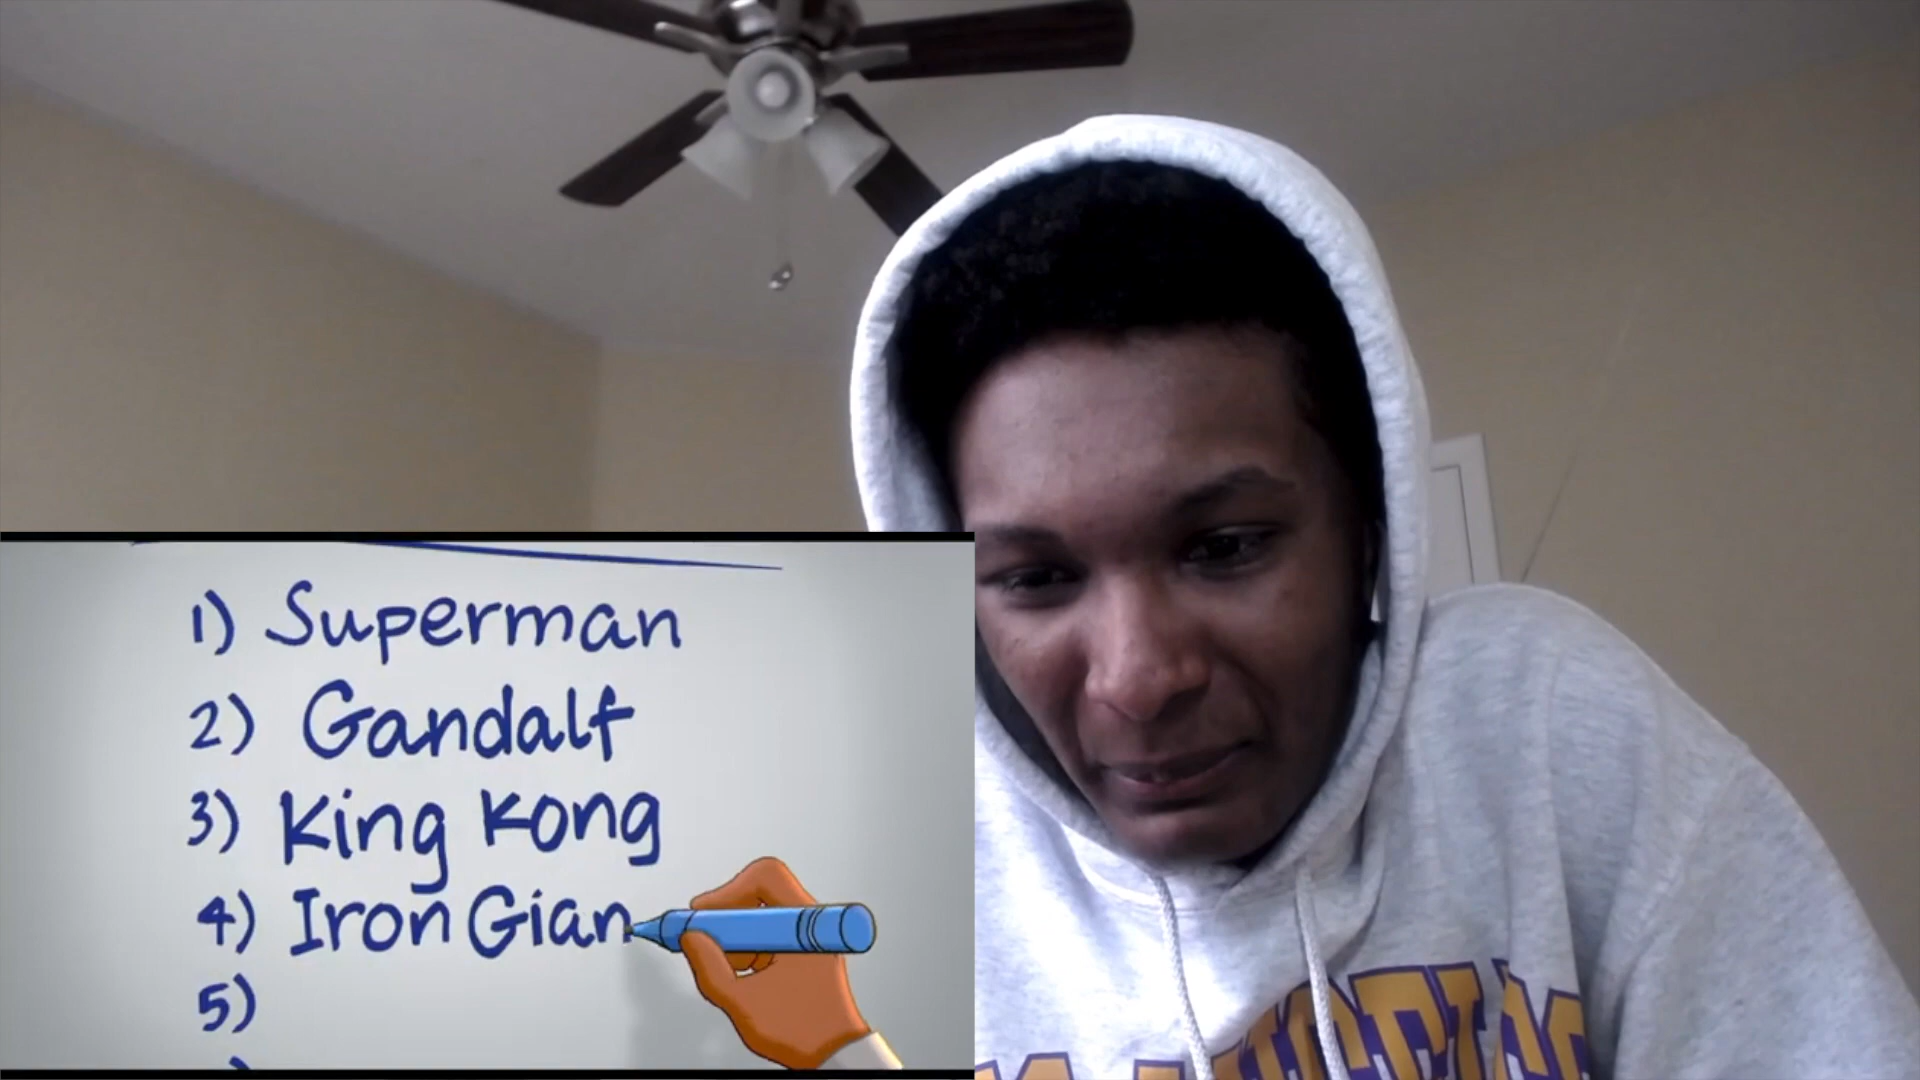 1) Superman
2) Gandalf
3) King Kong
4) Iron Gian
5)